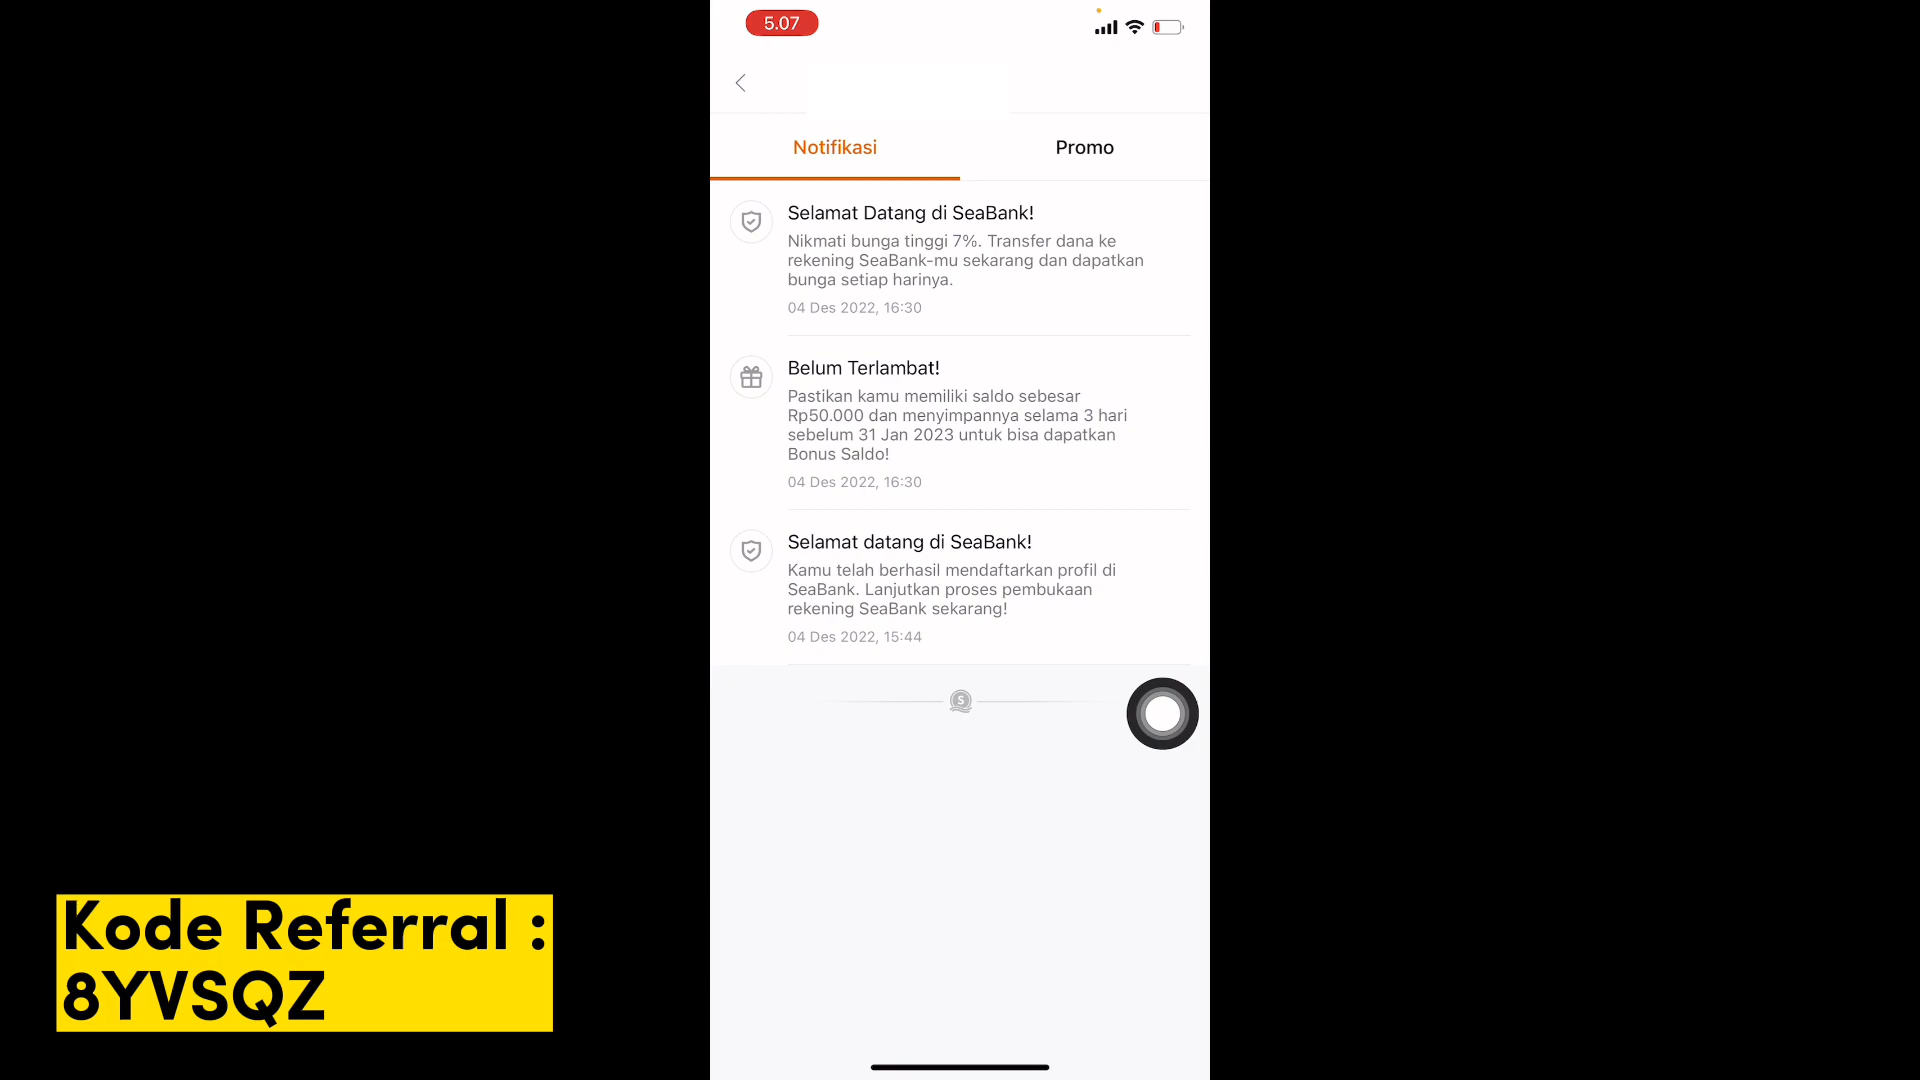 5.07
Notifikasi
Promo
Selamat Datang di SeaBank!
Nikmati bunga tinggi 7%. Transfer dana ke
rekening SeaBank-mu sekarang dan dapatkan
bunga setiap harinya.
04 Des 2022, 16:30
Belum Terlambat!
Pastikan kamu memiliki saldo sebesar
Rp50.000 dan menyimpannya selama 3 hari
sebelum 31 Jan 2023 untuk bisa dapatkan
Bonus Saldo!
04 Des 2022, 16:30
Selamat datang di SeaBank!
Kamu telah berhasil mendaftarkan profil di
SeaBank. Lanjutkan proses pembukaan
rekening SeaBank sekarang!
04 Des 2022, 15:44
Kode Referral :
8YVSQZ